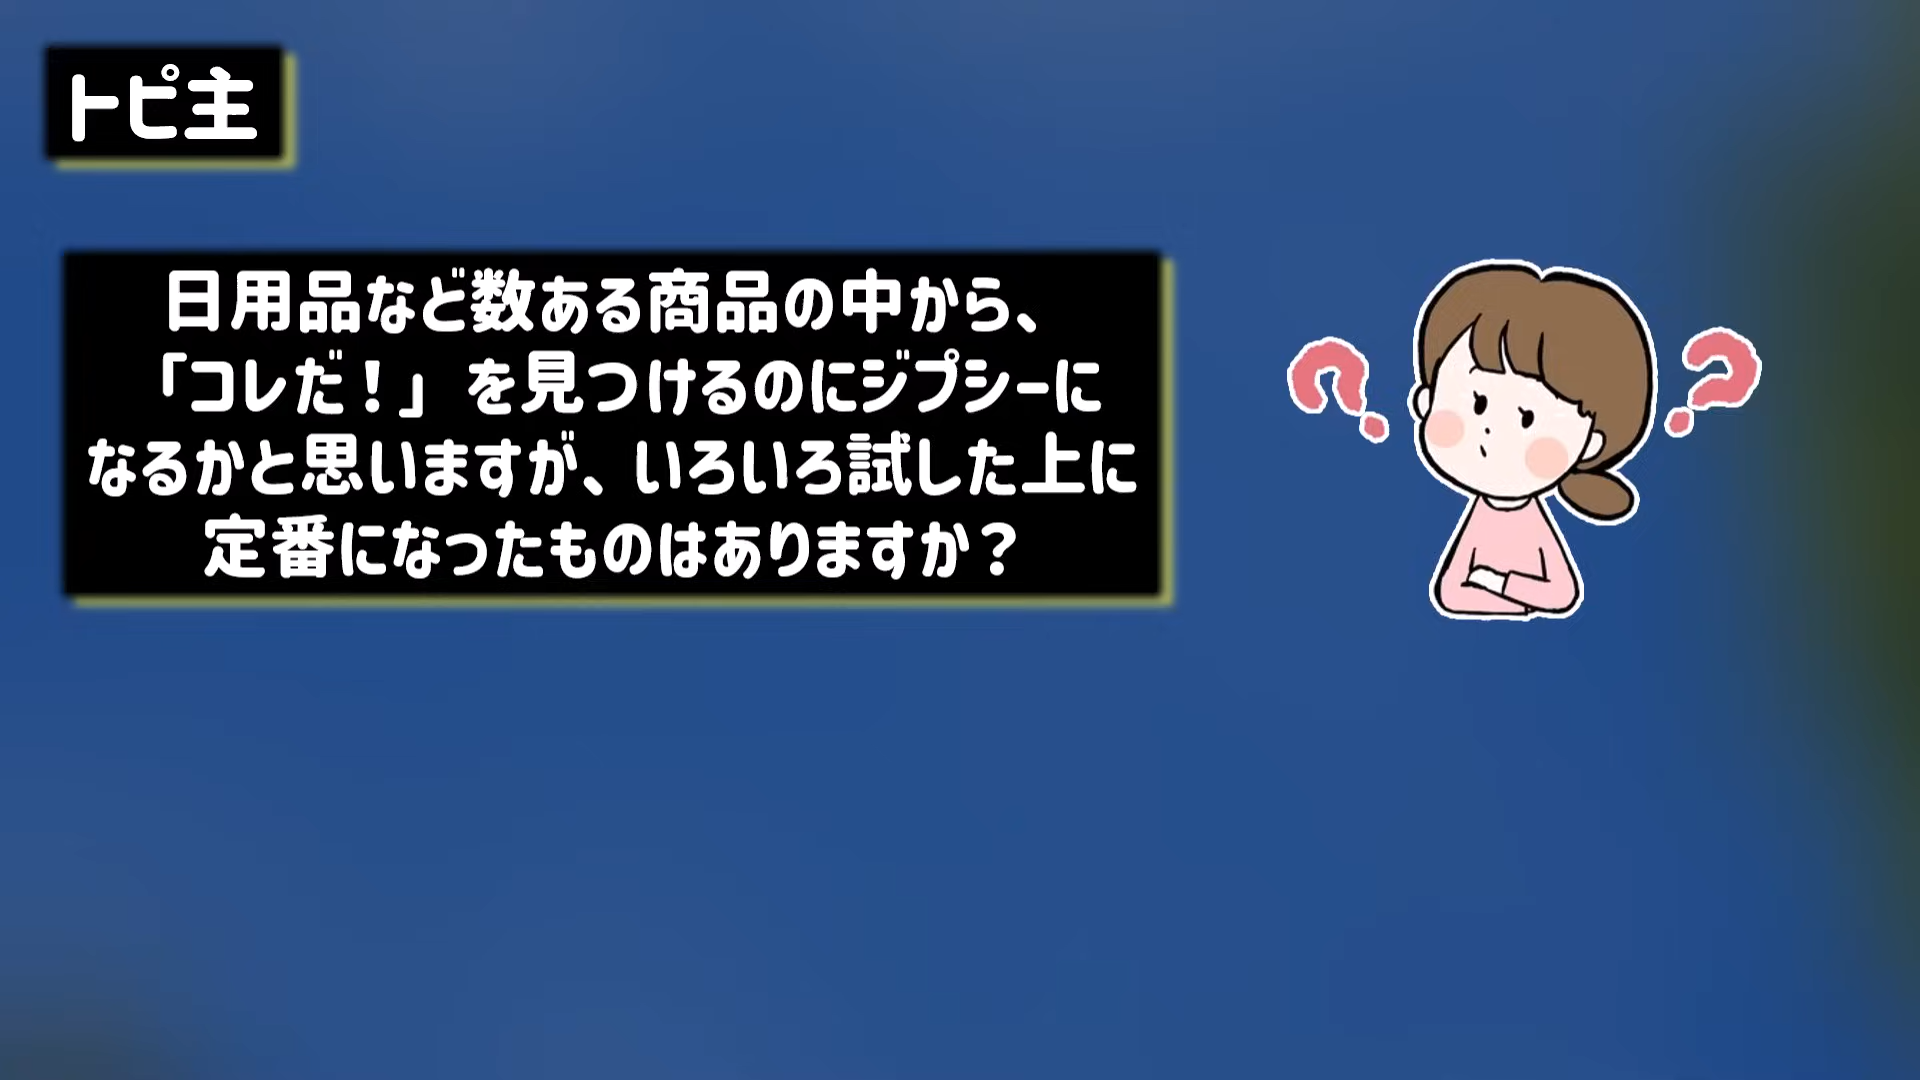 トピ主
日用品など数ある商品の中から、
「コレだ！」を見つけるのにジプシーに
なるかと思いますが、いろいろ試した上に
定番になったものはありますか？
??